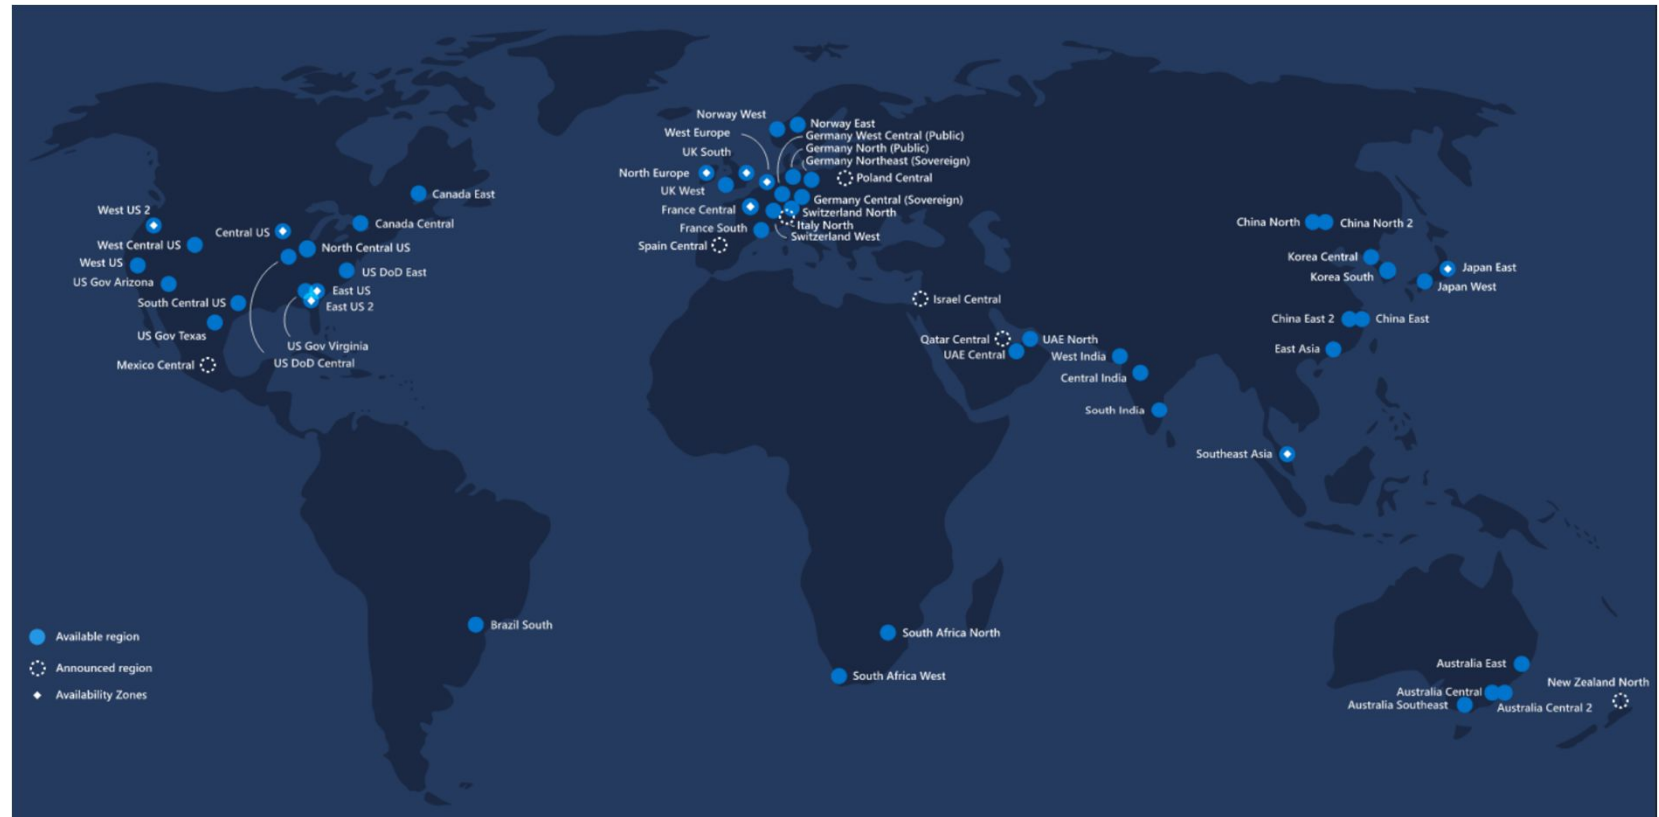 Norway West
Norway East
West Europe
Germany West Central (Public)
Germany North (Public)
UK South
Germany Northeast (Sovereign)
North Europe
Poland Central
UK West
Canada East
Germany Central (Sovereign)
West US 2
France Central
Switzerland North
Canada Central
Italy North
China North
China North 2
Central US
France South
Switzerland West
West Central US
North Central US
Spain Central
Korea Central
West US
Japan East
US DoD East
Korea South
US Gov Arizona
Japan West
East US
South Central US
Israel Central
East US 2
China East 2
China East
US Gov Texas
Qatar Central
UAE North
US Gov Virginia
East Asia
UAE Central
West India
Mexico Central
US DoD Central
Central India
South India
Southeast Asia
Brazil South
South Africa North
Available region
Australia East
Announced region
South Africa West
New Zealand North
Availability Zones
Australia Central
Australia Southeast
Australia Central 2